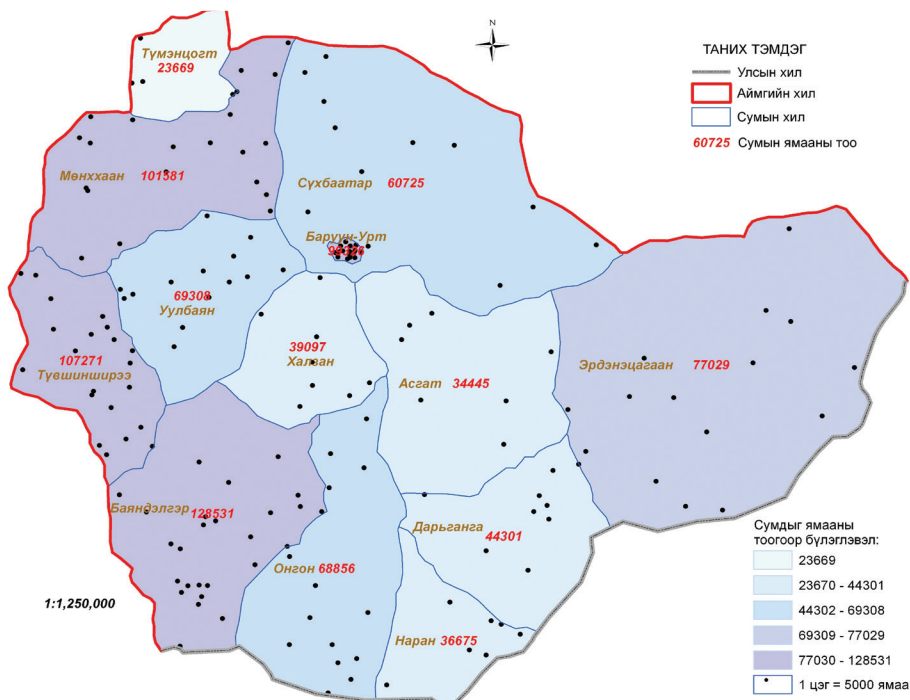 N
ТАНИХ ТЭМДЭГ
Улсын хил
Аймгийн хил
Сумын хил
60725 Сумын ямааны тоо
Түмэнцогт
23669
Мөнххаан
101581
Сүхбаатар
60725
Баруун-Урт
69308
Уулбаян
39097
Халзан
107271
Түвшинширээ
Асгат 34445
Эрдэнэцагаан
77029
Баяндэлгэр
128531
Дарьганга
44301
Онгон 68856
Наран 36675
1:1,250,000
Сумдыг ямааны
тоогоор бүлэглэвэл:
23669
23670 - 44301
44302 - 69308
69309 - 77029
77030 - 128531
1 цэг = 5000 ямаа